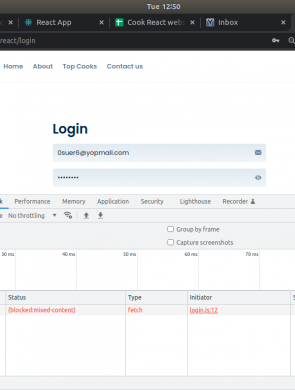 Tue 12:50
React App
Cook React webs
Inbox
react/login
Home About Top Cooks Contact us
Login
0suer6@yopmail.com
••••••••
Performance Memory Application Security Lighthouse Recorder
No throttling
Group by frame
Capture screenshots
30 ms 40 ms 50 ms 60 ms 70 ms
Status Type Initiator S
(blocked:mixed-content) fetch login.js:12